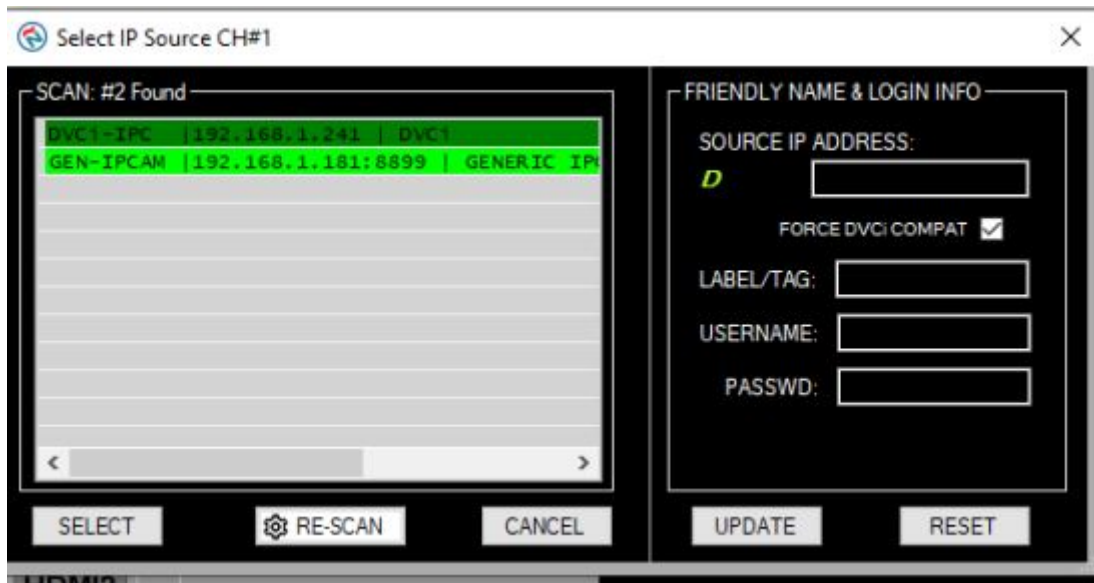 Select IP Source CH#1
SCAN: #2 Found
DVC1-IPC |192.168.1.241 | DVC1
GEN-IPCAM |192.168.1.181:8899 | GENERIC
SELECT
RE-SCAN
CANCEL
FRIENDLY NAME & LOGIN INFO
SOURCE IP ADDRESS:
D
FORCE DVCi COMPAT
LABEL/TAG:
USERNAME:
PASSWD:
UPDATE
RESET